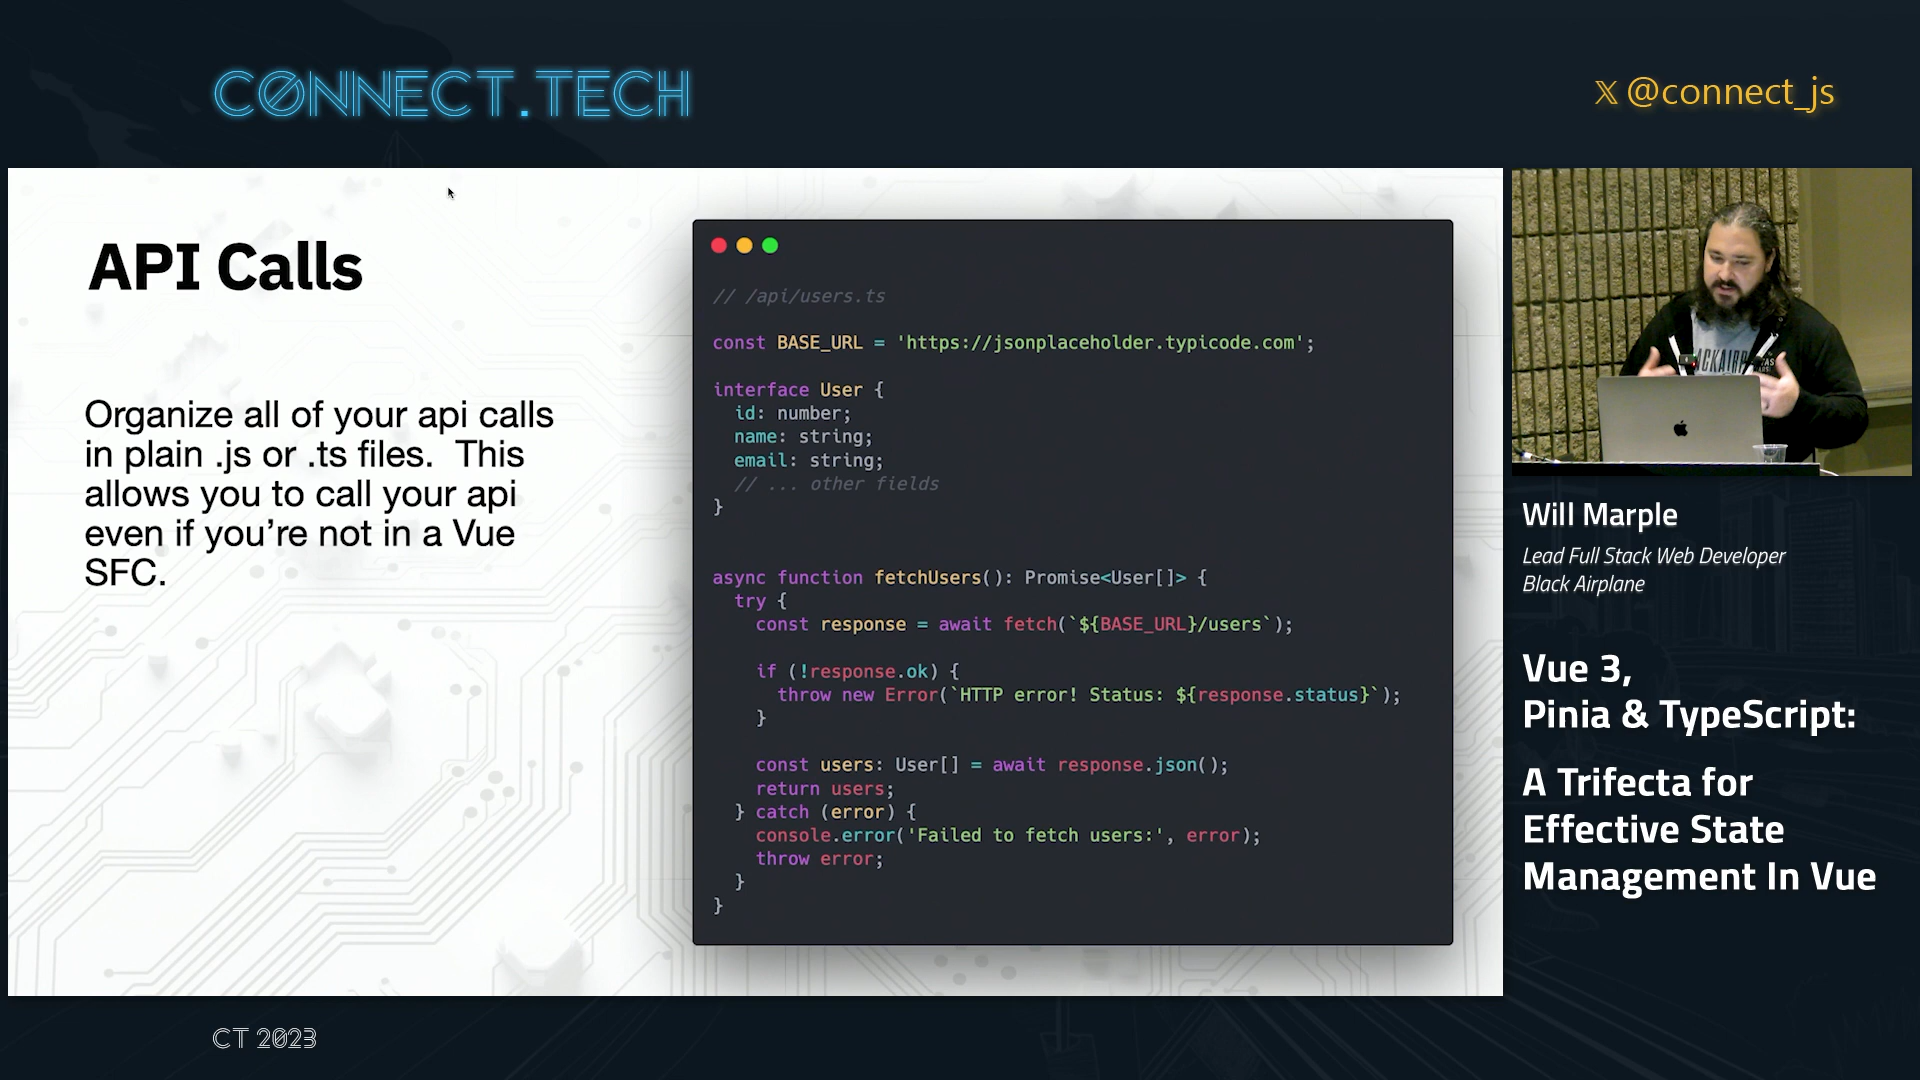 CONNECT.TECH
𝕏 @connect_js
API Calls
Organize all of your api calls
in plain .js or .ts files.  This
allows you to call your api
even if you’re not in a Vue
SFC.
// /api/users.ts
const BASE_URL = 'https://jsonplaceholder.typicode.com';
interface User {
  id: number;
  name: string;
  email: string;
  // ... other fields
}
async function fetchUsers(): Promise<User[]> {
  try {
    const response = await fetch(`${BASE_URL}/users`);
    if (!response.ok) {
      throw new Error(`HTTP error! Status: ${response.status}`);
    }
    const users: User[] = await response.json();
    return users;
  } catch (error) {
    console.error('Failed to fetch users:', error);
    throw error;
  }
}
Will Marple
Lead Full Stack Web Developer
Black Airplane
Vue 3,
Pinia & TypeScript:
A Trifecta for
Effective State
Management In Vue
CT 2023